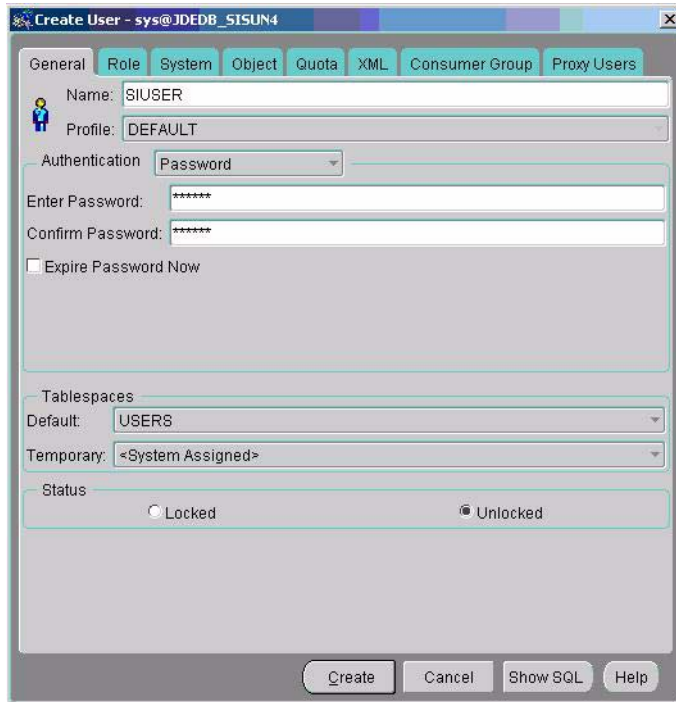 Create User - sys@JDEDB_SISUN4
General Role System Object Quota XML Consumer Group Proxy Users
Name: SIUSER
Profile: DEFAULT
Authentication Password
Enter Password: ******
Confirm Password: ******
Expire Password Now
Tablespaces
Default: USERS
Temporary: <System Assigned>
Status
Locked Unlocked
Create Cancel Show SQL Help